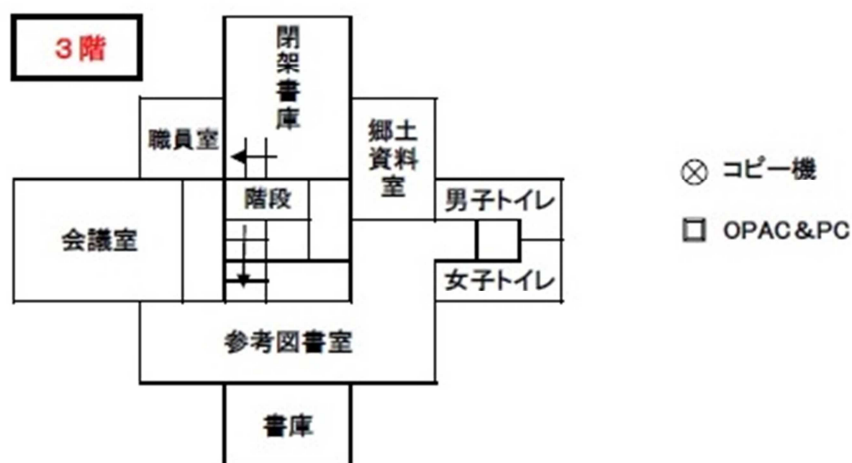 3階
閉架書庫
職員室
郷土
資料
室
階段
男子トイレ
会議室
女子トイレ
参考図書室
書庫
コピー機
OPAC&PC